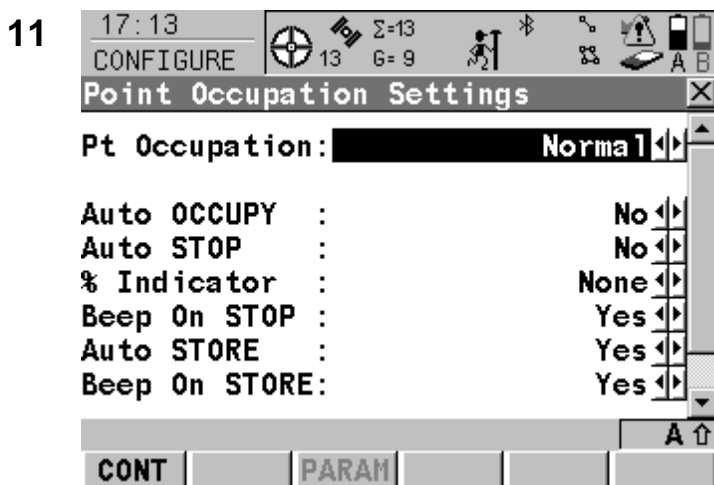 11
17:13
CONFIGURE
13
Σ=13
G= 9
2
A B
Point Occupation Settings
Pt Occupation: Normal
Auto OCCUPY : No
Auto STOP : No
% Indicator : None
Beep On STOP : Yes
Auto STORE : Yes
Beep On STORE: Yes
A ⇧
CONT PARAM